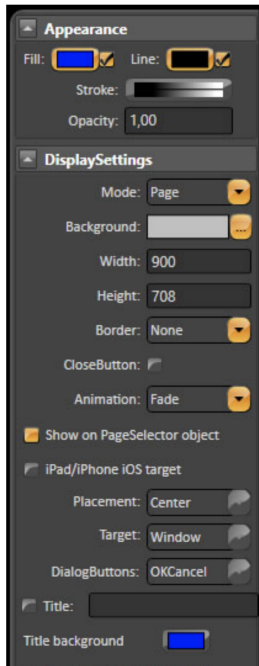 Appearance
Fill: Line:
Stroke:
Opacity: 1,00
DisplaySettings
Mode: Page
Background: ...
Width: 900
Height: 708
Border: None
CloseButton:
Animation: Fade
Show on PageSelector object
iPad/iPhone iOS target
Placement: Center
Target: Window
DialogButtons: OKCancel
Title:
Title background